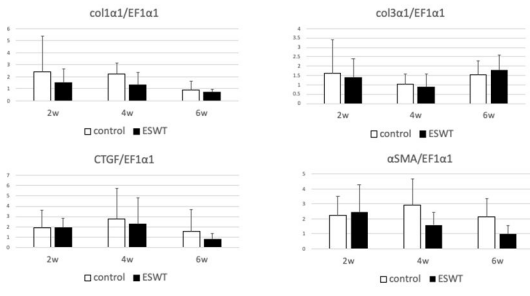 col1α1/EF1α1
6
5
4
3
2
1
0
2w 4w 6w
control ESWT
col3α1/EF1α1
4
3.5
3
2.5
2
1.5
1
0.5
0
2w 4w 6w
control ESWT
CTGF/EF1α1
7
6
5
4
3
2
1
0
2w 4w 6w
control ESWT
αSMA/EF1α1
5
4
3
2
1
0
2w 4w 6w
control ESWT